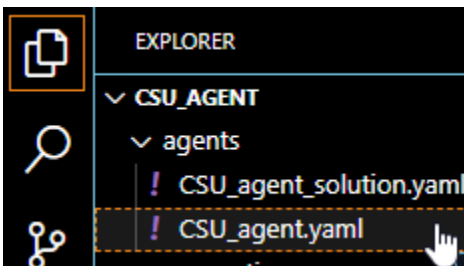 EXPLORER
CSU_AGENT
agents
! CSU_agent_solution.yaml
! CSU_agent.yaml